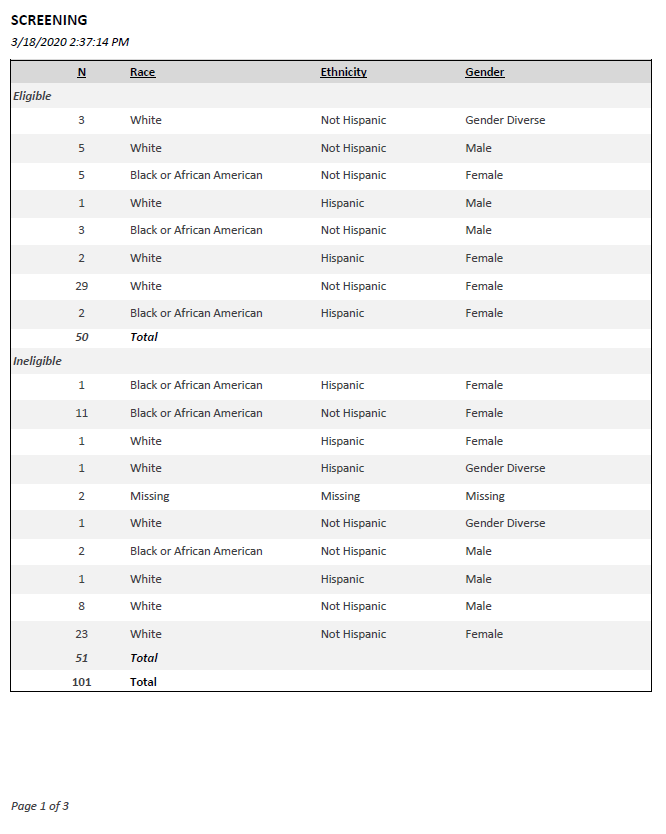 SCREENING
3/18/2020 2:37:14 PM
N Race Ethnicity Gender
Eligible
3 White Not Hispanic Gender Diverse
5 White Not Hispanic Male
5 Black or African American Not Hispanic Female
1 White Hispanic Male
3 Black or African American Not Hispanic Male
2 White Hispanic Female
29 White Not Hispanic Female
2 Black or African American Hispanic Female
50 Total
Ineligible
1 Black or African American Hispanic Female
11 Black or African American Not Hispanic Female
1 White Hispanic Female
1 White Hispanic Gender Diverse
2 Missing Missing Missing
1 White Not Hispanic Gender Diverse
2 Black or African American Not Hispanic Male
1 White Hispanic Male
8 White Not Hispanic Male
23 White Not Hispanic Female
51 Total
101 Total
Page 1 of 3